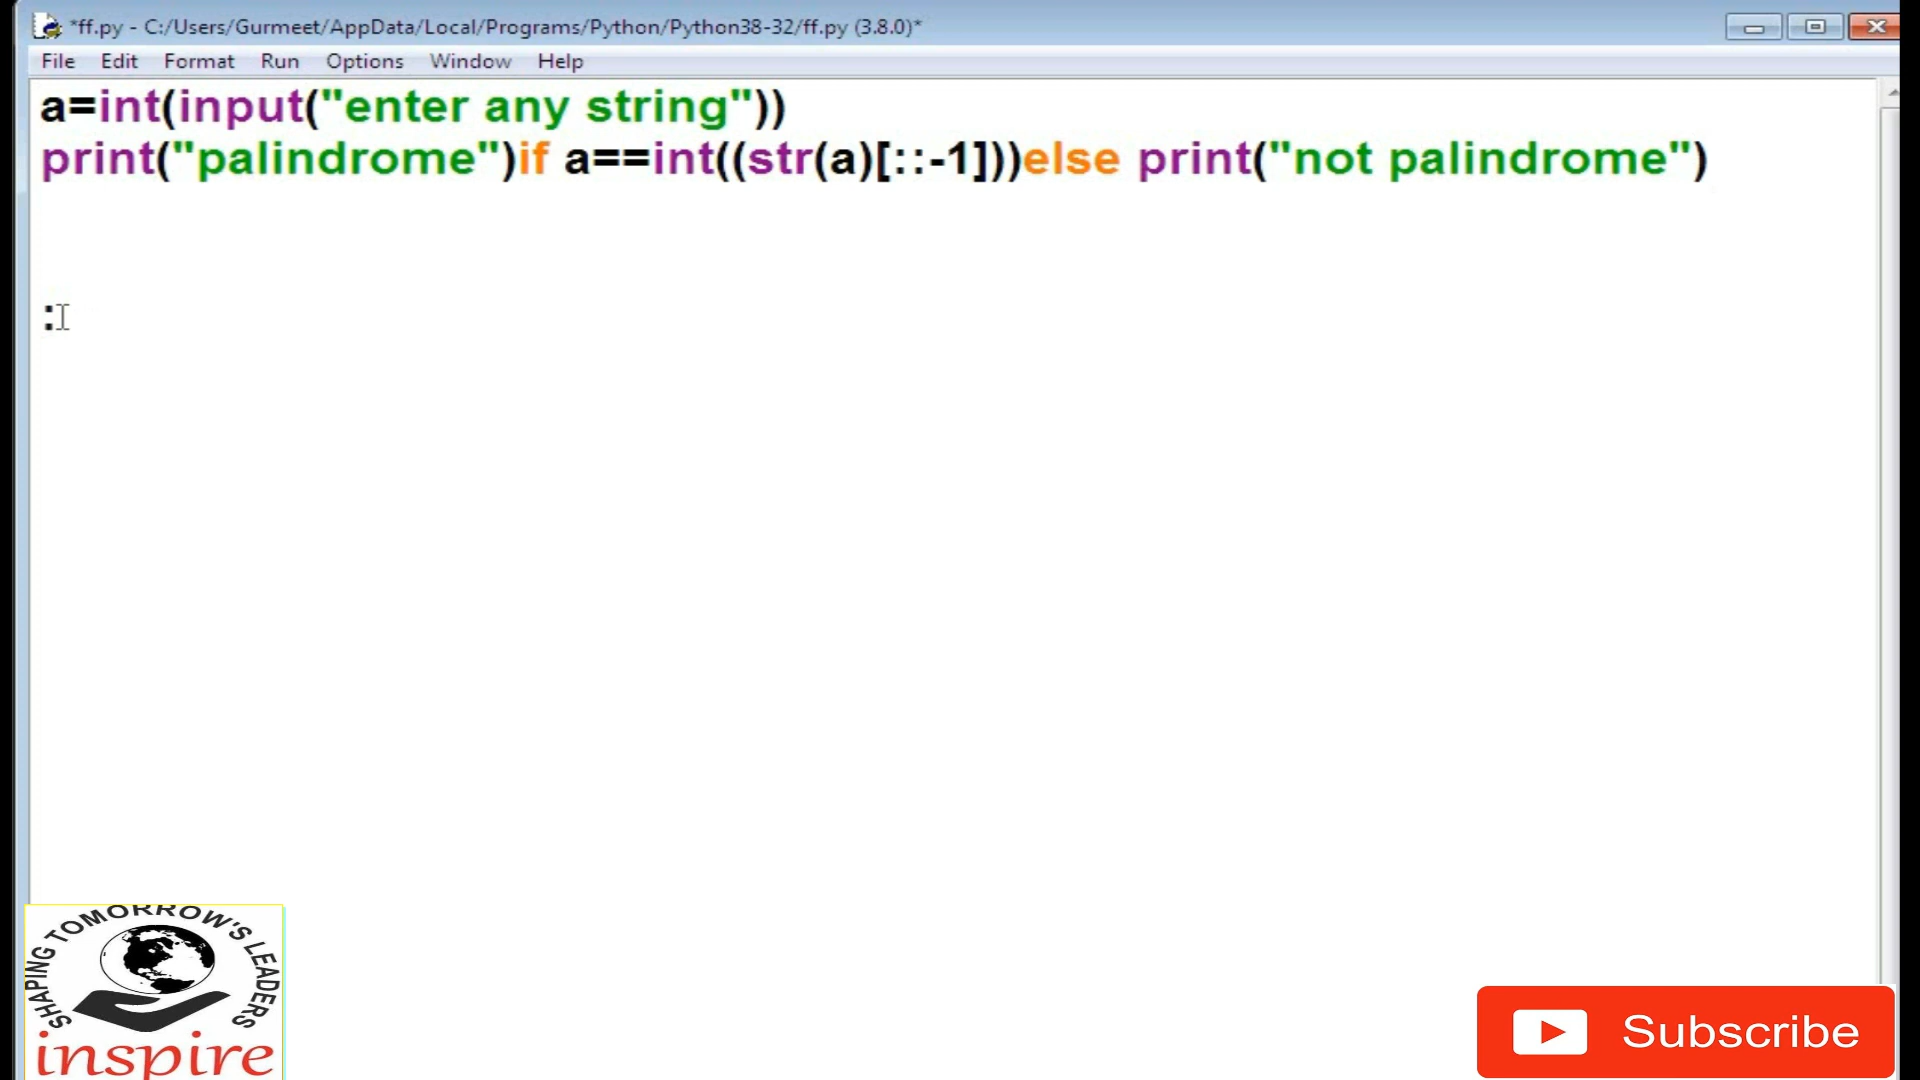 *ff.py - C:/Users/Gurmeet/AppData/Local/Programs/Python/Python38-32/ff.py (3.8.0)*
File Edit Format Run Options Window Help
a=int(input("enter any string"))
print("palindrome")if a==int((str(a)[::-1]))else print("not palindrome")
:
SHAPING TOMORROW'S LEADERS
inspire
Subscribe